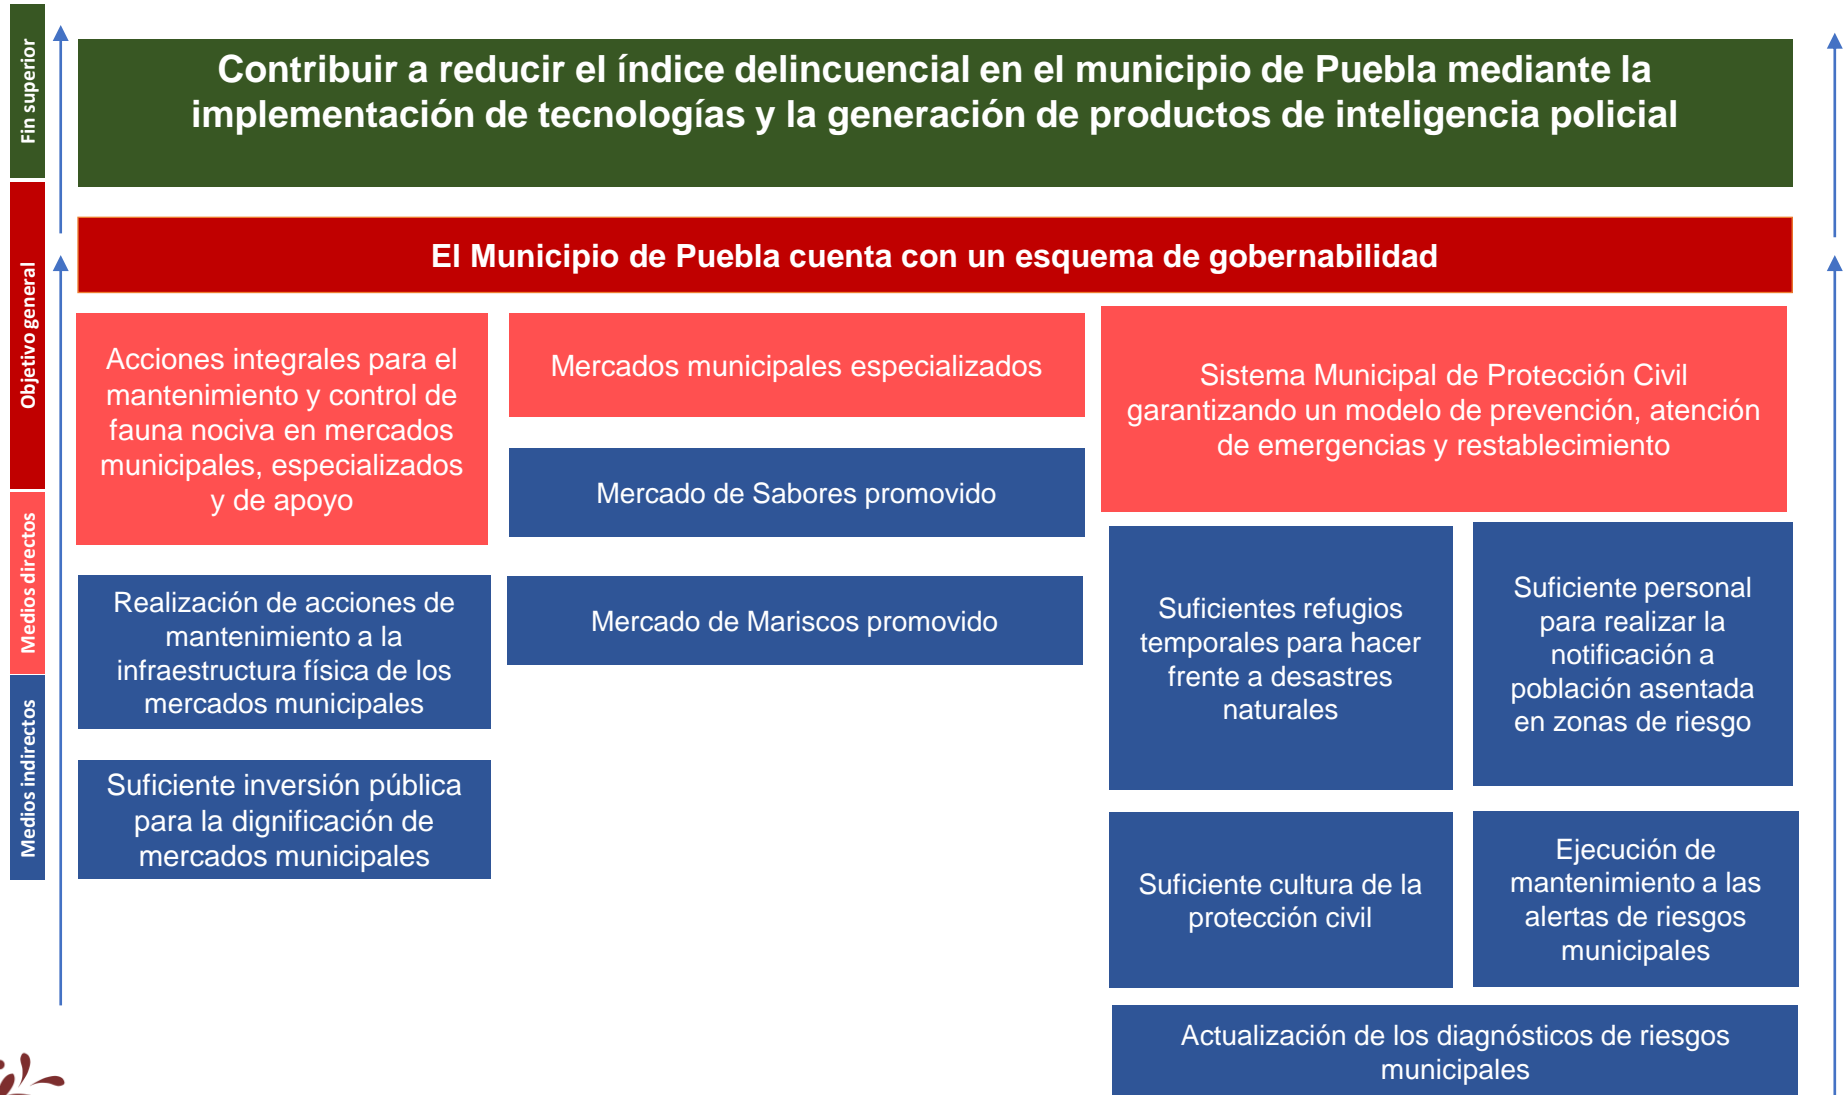 Fin superior
Contribuir a reducir el índice delincuencial en el municipio de Puebla mediante la
implementación de tecnologías y la generación de productos de inteligencia policial
Objetivo general
El Municipio de Puebla cuenta con un esquema de gobernabilidad
Medios directos
Acciones integrales para el
mantenimiento y control de
fauna nociva en mercados
municipales, especializados
y de apoyo
Mercados municipales especializados
Sistema Municipal de Protección Civil
garantizando un modelo de prevención, atención
de emergencias y restablecimiento
Medios indirectos
Realización de acciones de
mantenimiento a la
infraestructura física de los
mercados municipales
Suficiente inversión pública
para la dignificación de
mercados municipales
Mercado de Sabores promovido
Mercado de Mariscos promovido
Suficientes refugios
temporales para hacer
frente a desastres
naturales
Suficiente personal
para realizar la
notificación a
población asentada
en zonas de riesgo
Suficiente cultura de la
protección civil
Ejecución de
mantenimiento a las
alertas de riesgos
municipales
Actualización de los diagnósticos de riesgos
municipales